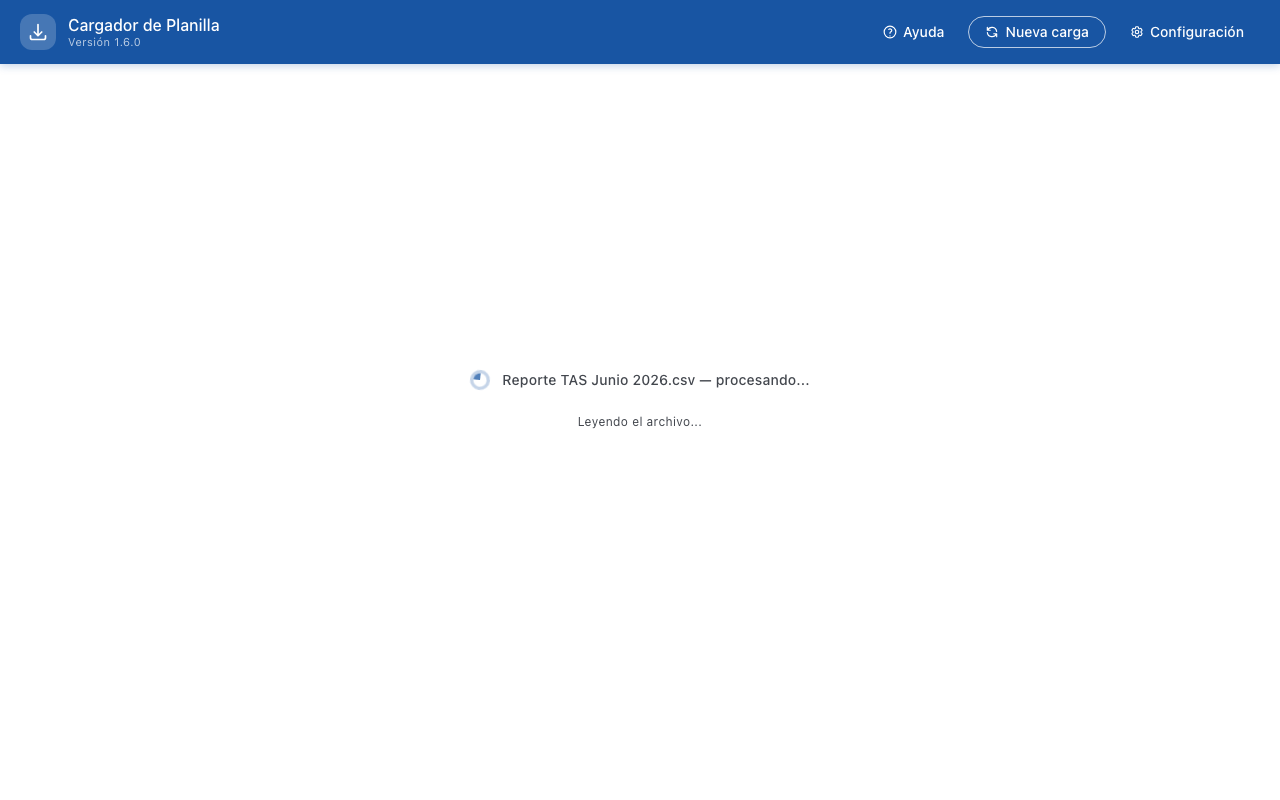 Cargador de Planilla
Versión 1.6.0
Ayuda
Nueva carga
Configuración
Reporte TAS Junio 2026.csv — procesando...
Leyendo el archivo...